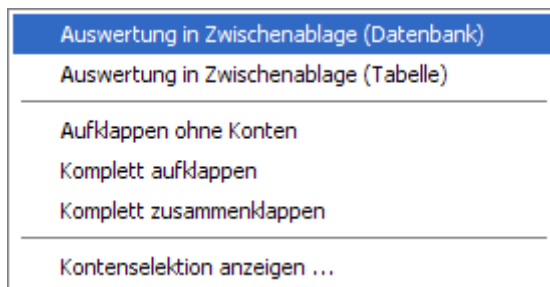 Auswertung in Zwischenablage (Datenbank)
Auswertung in Zwischenablage (Tabelle)
Aufklappen ohne Konten
Komplett aufklappen
Komplett zusammenklappen
Kontenselektion anzeigen ...